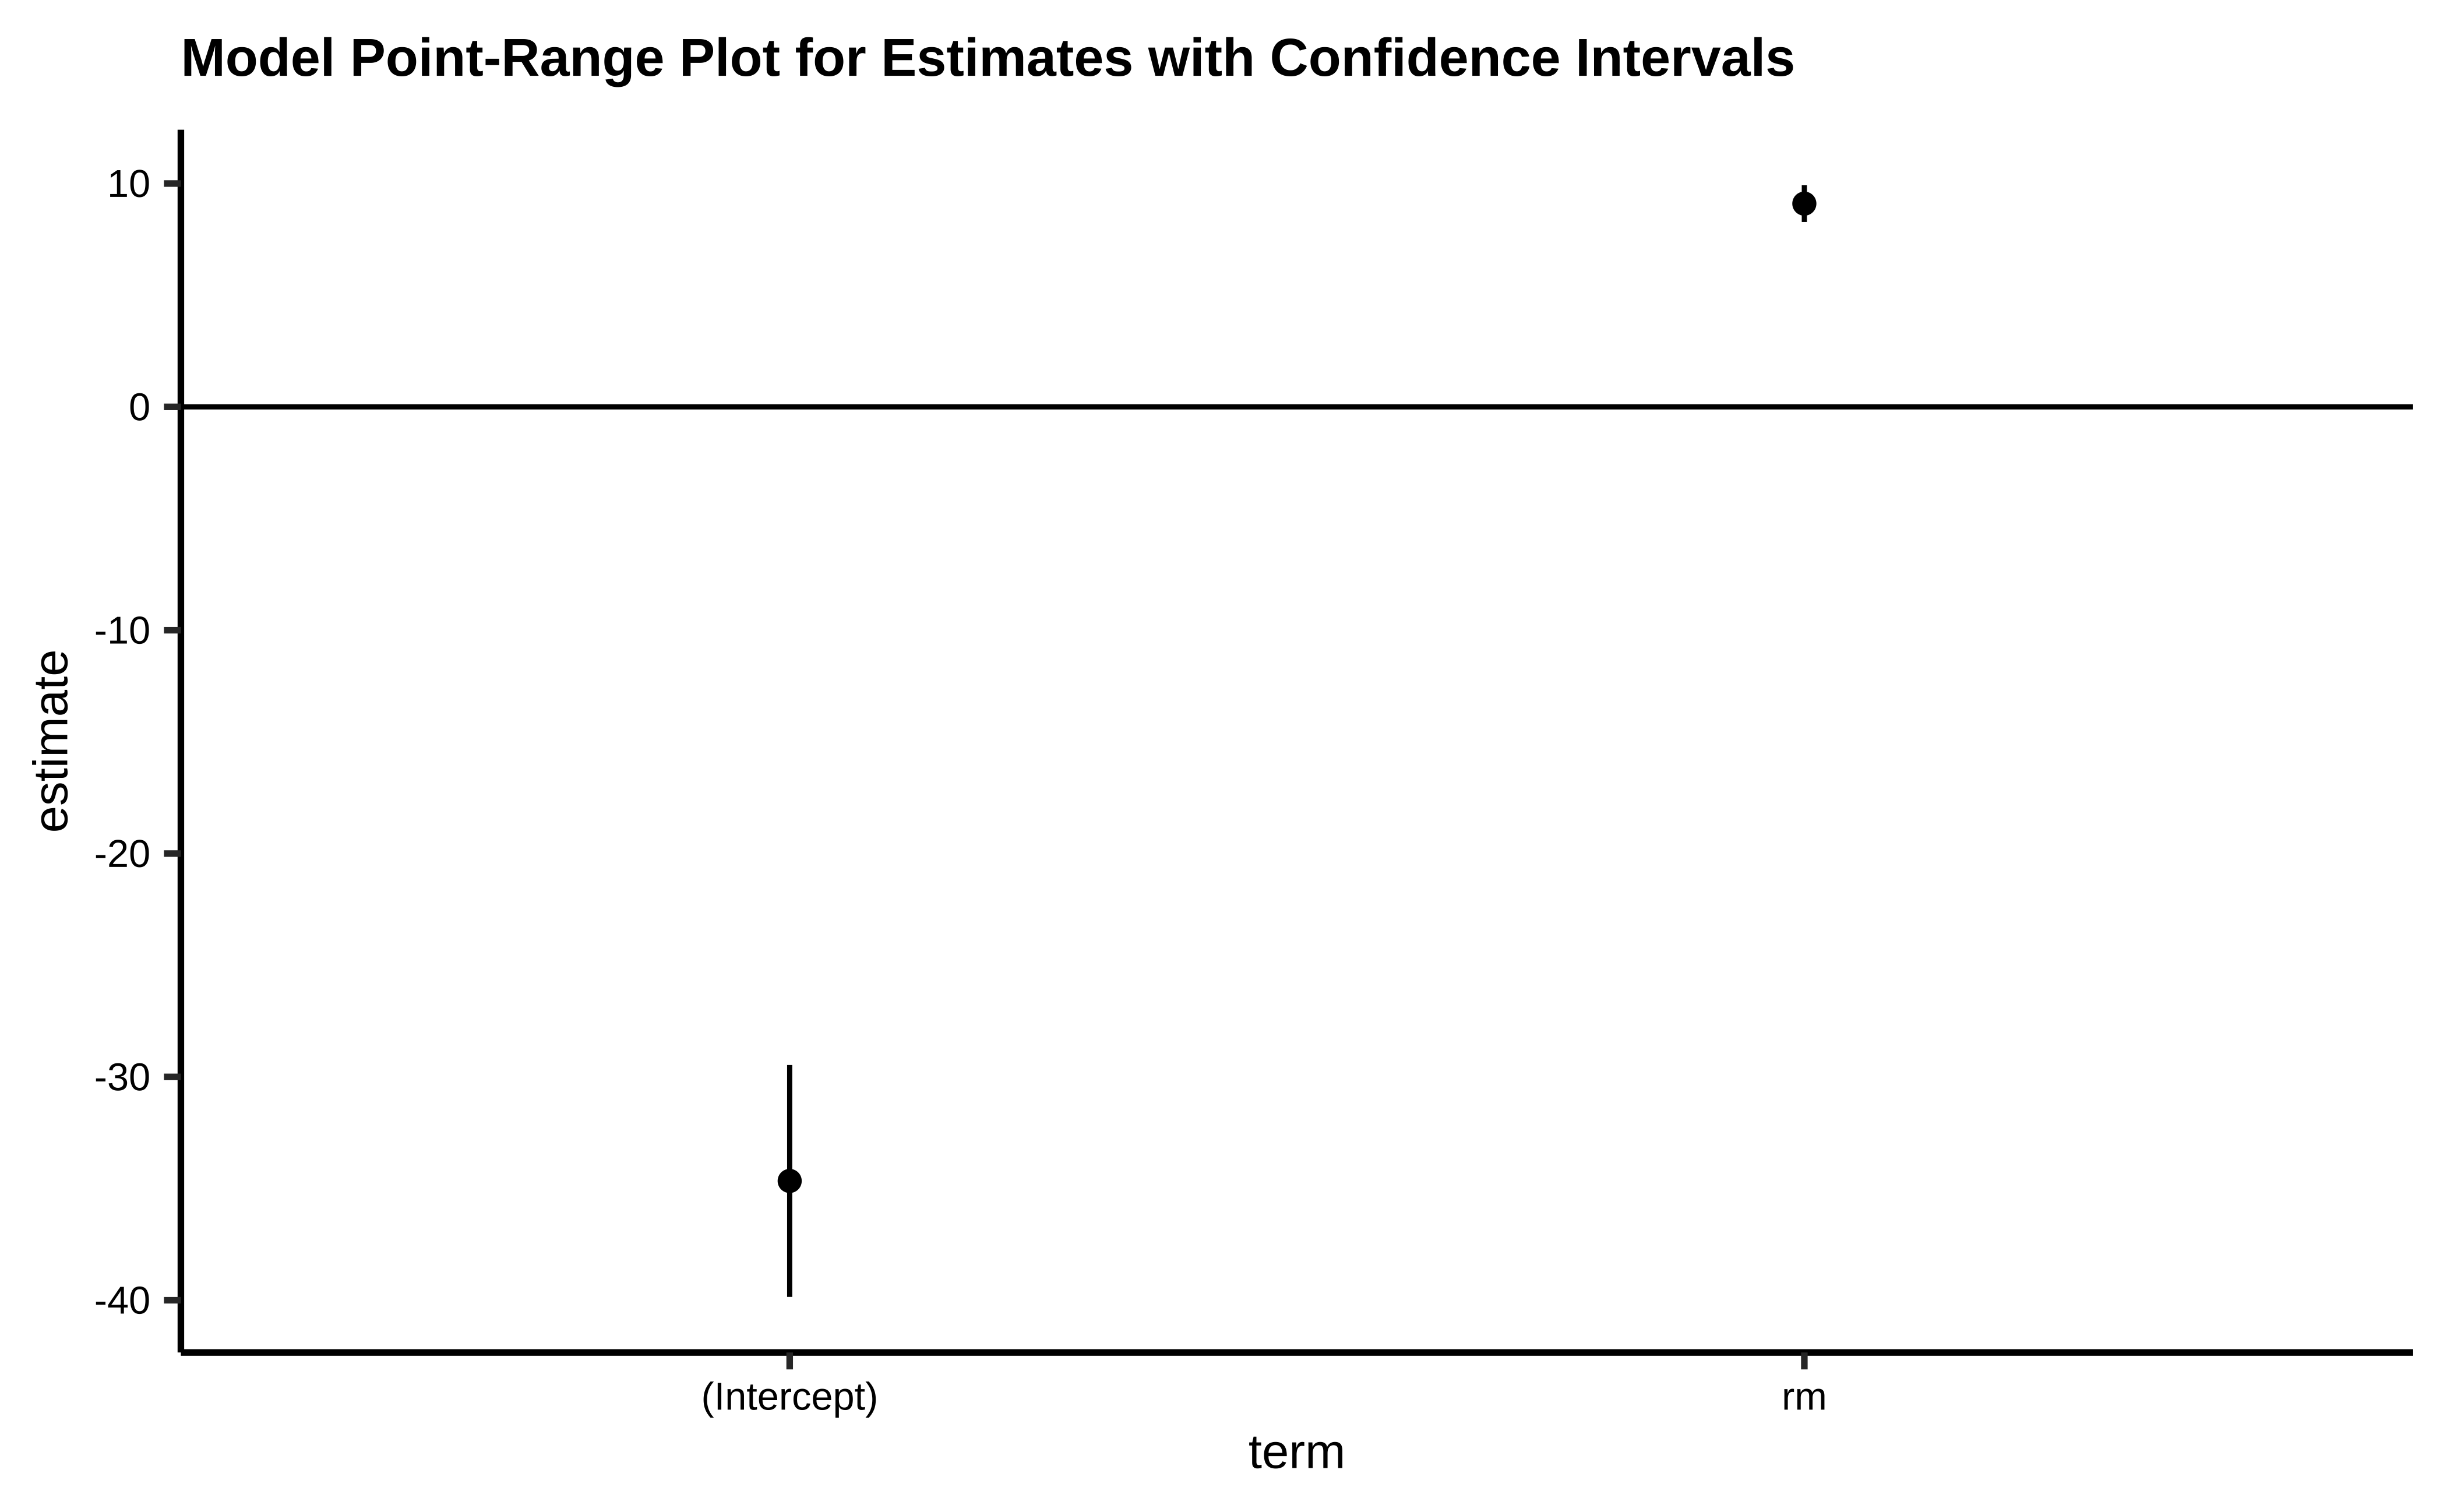 Model Point-Range Plot for Estimates with Confidence Intervals
10
0
-10
-20
-30
-40
estimate
(Intercept)
rm
term